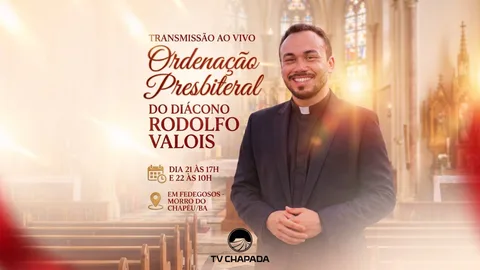 TRANSMISSÃO AO VIVO
Ordenação
Presbiteral
DO DIÁCONO
RODOLFO
VALOIS
DIA 21 ÀS 17H
E 22 ÀS 10H
EM FEDEGOSOS
MORRO DO
CHAPÉU/BA
TV CHAPADA